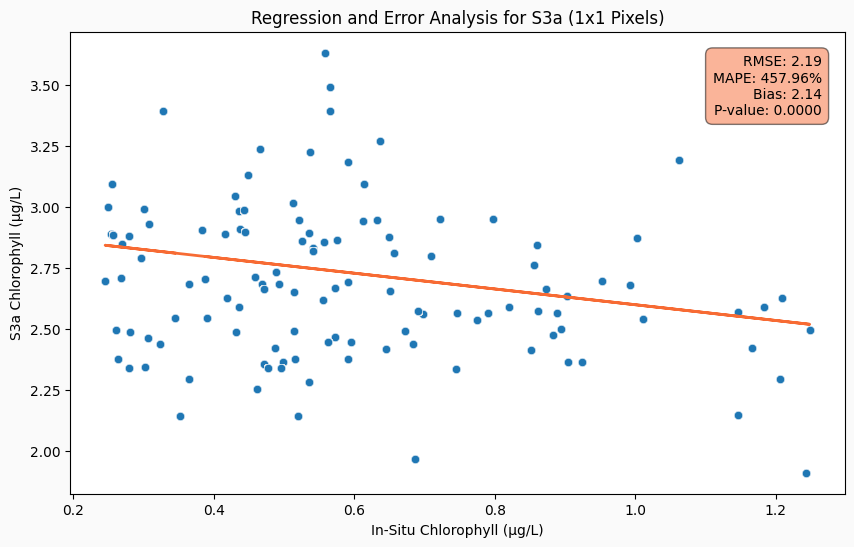 Regression and Error Analysis for S3a (1x1 Pixels)
RMSE: 2.19
MAPE: 457.96%
Bias: 2.14
P-value: 0.0000
S3a Chlorophyll (µg/L)
3.50
3.25
3.00
2.75
2.50
2.25
2.00
0.2 0.4 0.6 0.8 1.0 1.2
In-Situ Chlorophyll (µg/L)